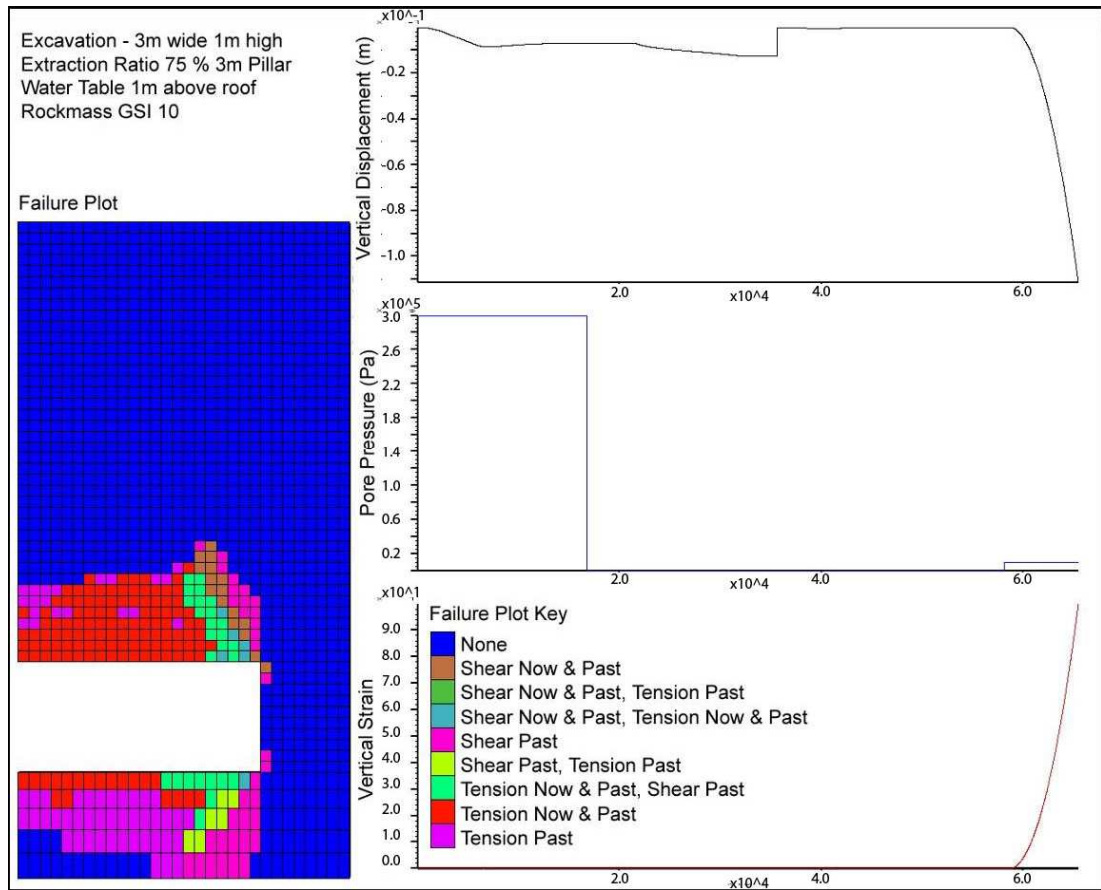 Excavation - 3m wide 1m high
Extraction Ratio 75 % 3m Pillar
Water Table 1m above roof
Rockmass GSI 10
Failure Plot
x10^-1
Vertical Displacement (m)
-0.2
-0.4
-0.6
-0.8
-1.0
2.0
x10^4
4.0
6.0
x10^5
Pore Pressure (Pa)
3.0
2.6
2.2
1.8
1.4
1.0
0.6
0.2
2.0
x10^4
4.0
6.0
x10^1
Vertical Strain
9.0
8.0
7.0
6.0
5.0
4.0
3.0
2.0
1.0
0.0
2.0
x10^4
4.0
6.0
Failure Plot Key
None
Shear Now & Past
Shear Now & Past, Tension Past
Shear Now & Past, Tension Now & Past
Shear Past
Shear Past, Tension Past
Tension Now & Past, Shear Past
Tension Now & Past
Tension Past